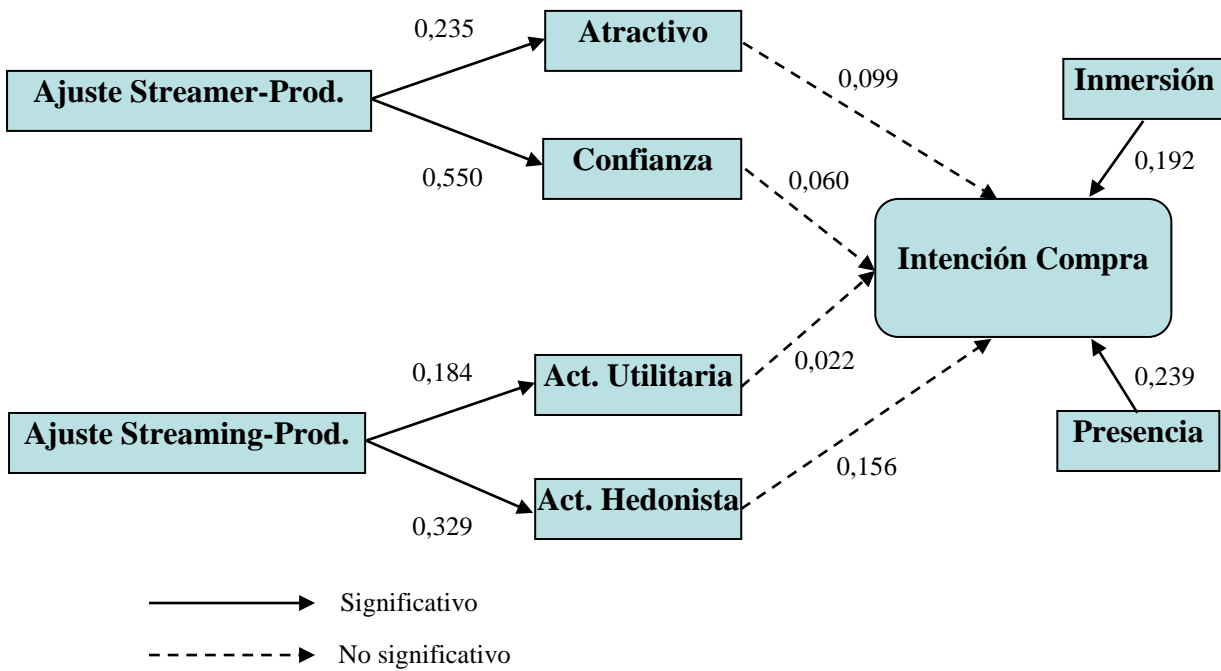 0,235
Atractivo
Ajuste Streamer-Prod.
0,099
Inmersión
0,550
Confianza
0,060
0,192
Intención Compra
0,184
Act. Utilitaria
0,022
0,239
Ajuste Streaming-Prod.
Presencia
0,329
Act. Hedonista
0,156
Significativo
No significativo